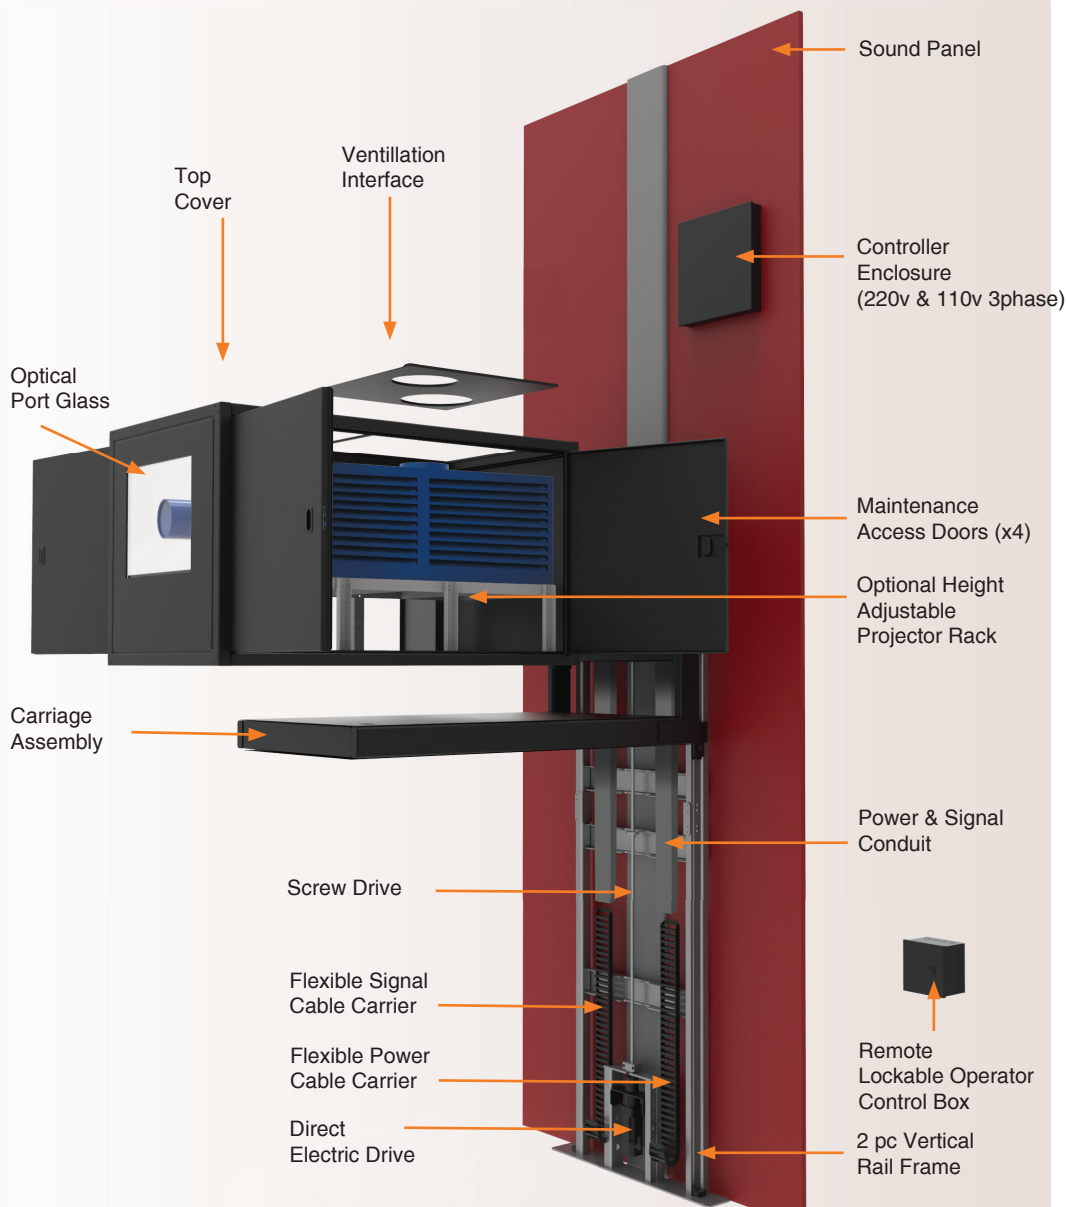 Sound Panel
Ventillation
Interface
Top
Cover
Controller
Enclosure
(220v & 110v 3phase)
Optical
Port Glass
Maintenance
Access Doors (x4)
Optional Height
Adjustable
Projector Rack
Carriage
Assembly
Power & Signal
Conduit
Screw Drive
Flexible Signal
Cable Carrier
Flexible Power
Cable Carrier
Remote
Lockable Operator
Control Box
Direct
Electric Drive
2 pc Vertical
Rail Frame